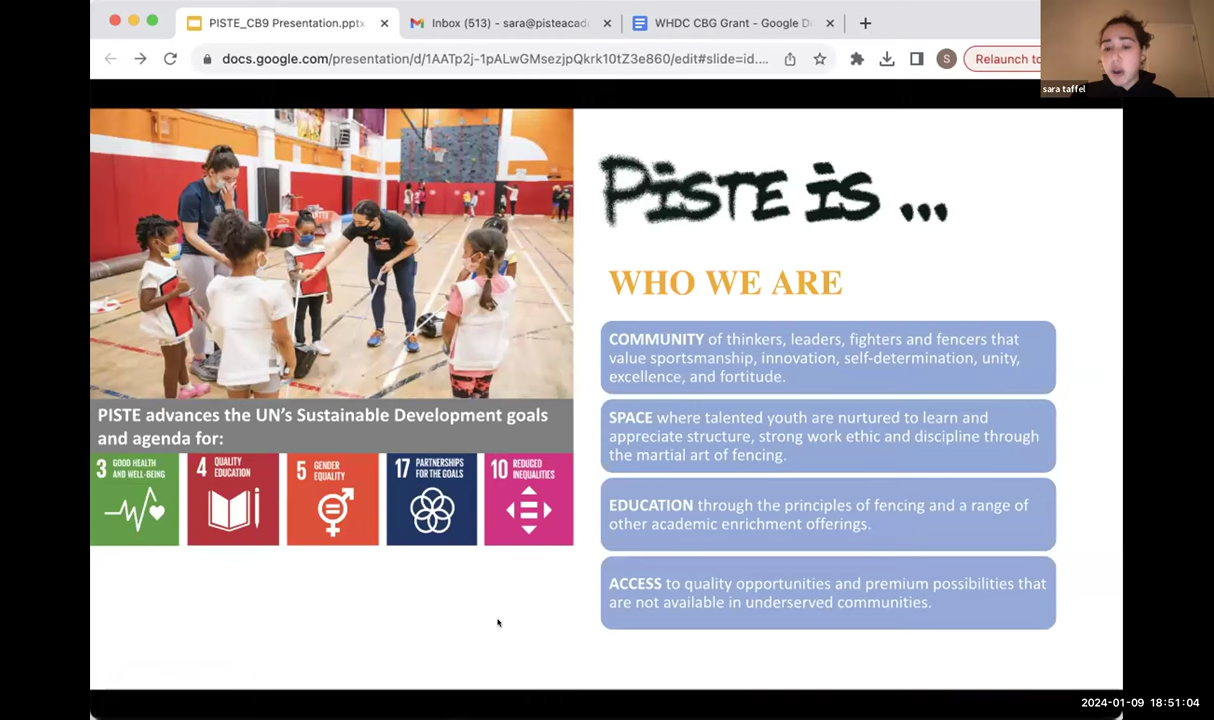 PISTE_CB9 Presentation.pptx
Inbox (513) - sara@pisteacad
WHDC CBG Grant - Google D
docs.google.com/presentation/d/1AATp2j-1pALwGMsezjpQkrk10tZ3e860/edit#slide=id....
S
Relaunch to
sara taffel
PISTE is ...
WHO WE ARE
COMMUNITY of thinkers, leaders, fighters and fencers that
value sportsmanship, innovation, self-determination, unity,
excellence, and fortitude.
SPACE where talented youth are nurtured to learn and
appreciate structure, strong work ethic and discipline through
the martial art of fencing.
EDUCATION through the principles of fencing and a range of
other academic enrichment offerings.
ACCESS to quality opportunities and premium possibilities that
are not available in underserved communities.
PISTE advances the UN's Sustainable Development goals
and agenda for:
3 GOOD HEALTH
AND WELL-BEING
4 QUALITY
EDUCATION
5 GENDER
EQUALITY
17 PARTNERSHIPS
FOR THE GOALS
10 REDUCED
INEQUALITIES
2024-01-09 18:51:04